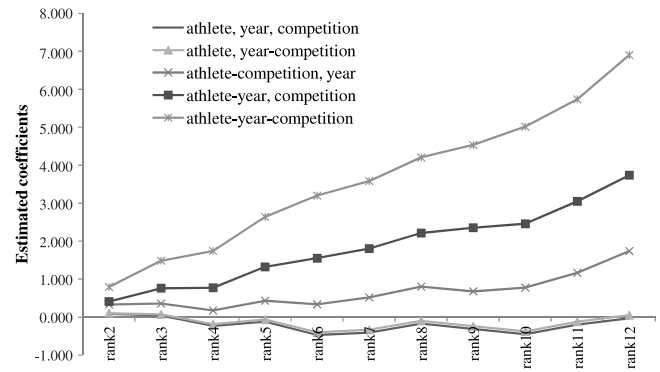 8.000
7.000
6.000
5.000
4.000
3.000
2.000
1.000
0.000
-1.000
Estimated coefficients
athlete, year, competition
athlete, year-competition
athlete-competition, year
athlete-year, competition
athlete-year-competition
rank2
rank3
rank4
rank5
rank6
rank7
rank8
rank9
rank10
rank11
rank12